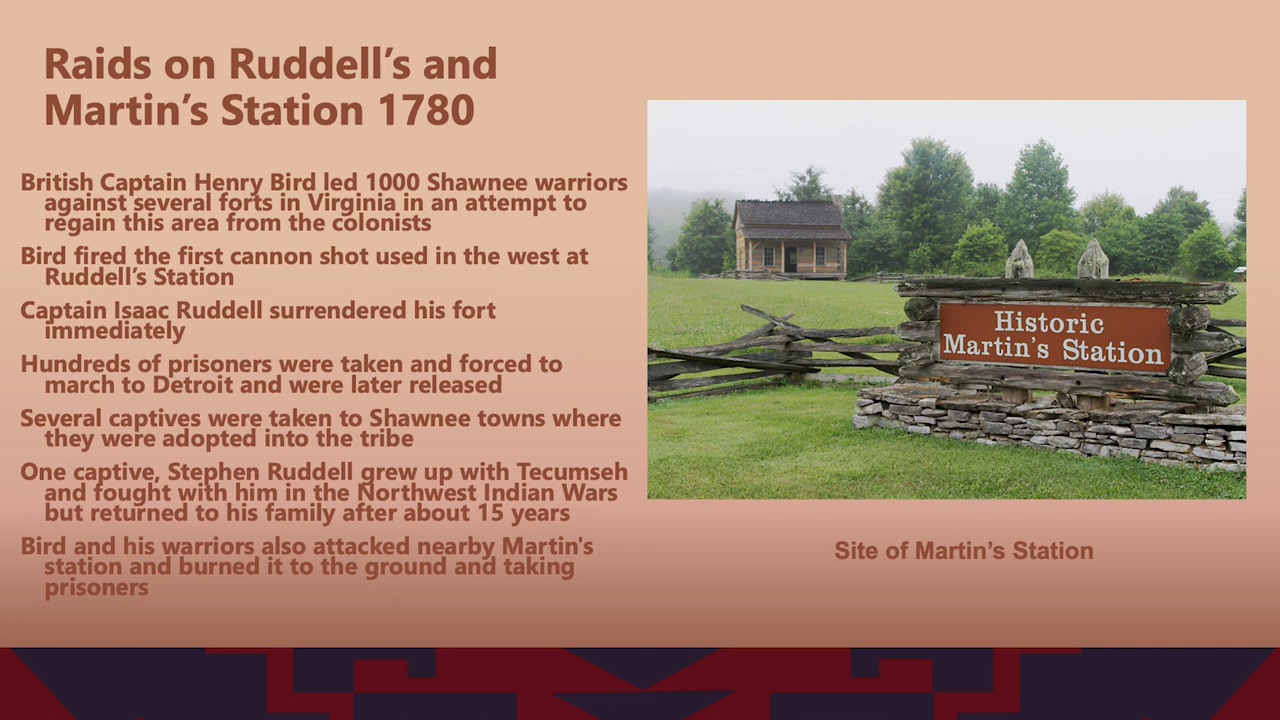 Raids on Ruddell’s and
Martin’s Station 1780
British Captain Henry Bird led 1000 Shawnee warriors
against several forts in Virginia in an attempt to
regain this area from the colonists
Bird fired the first cannon shot used in the west at
Ruddell’s Station
Captain Isaac Ruddell surrendered his fort
immediately
Hundreds of prisoners were taken and forced to
march to Detroit and were later released
Several captives were taken to Shawnee towns where
they were adopted into the tribe
One captive, Stephen Ruddell grew up with Tecumseh
and fought with him in the Northwest Indian Wars
but returned to his family after about 15 years
Bird and his warriors also attacked nearby Martin's
station and burned it to the ground and taking
prisoners
Historic
Martin's Station
Site of Martin’s Station